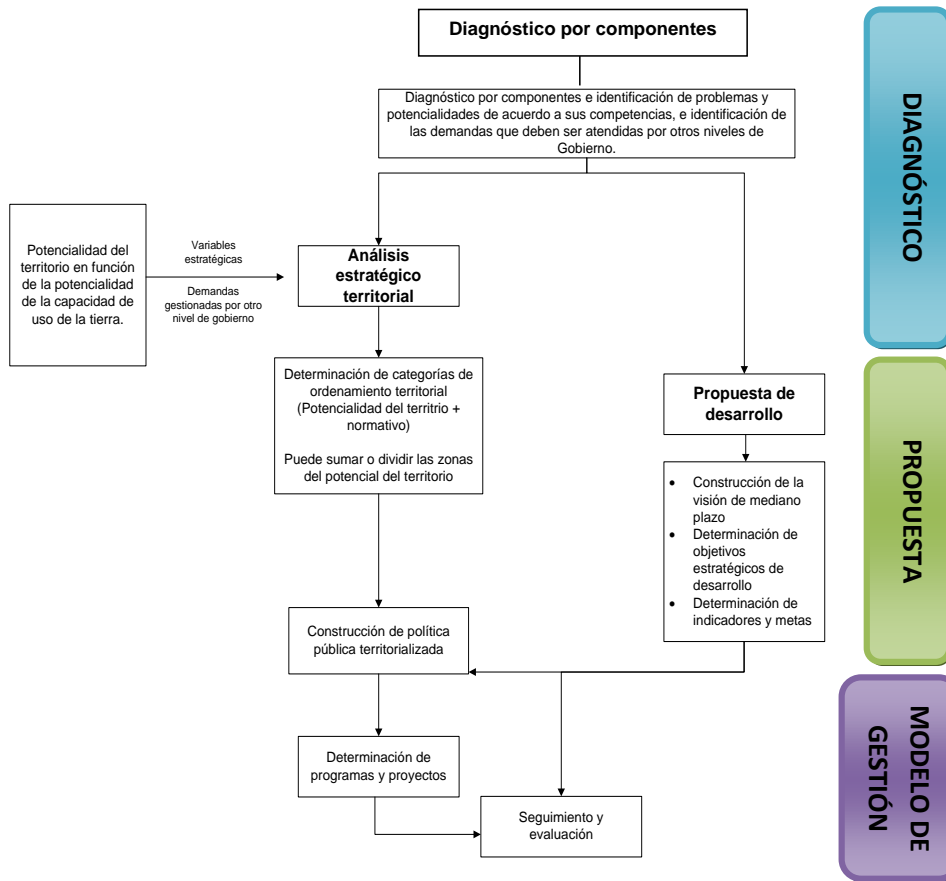 Diagnóstico por componentes
Diagnóstico por componentes e identificación de problemas y
potencialidades de acuerdo a sus competencias, e identificación de
las demandas que deben ser atendidas por otros niveles de
Gobierno.
Potencialidad del
territorio en función
de la potencialidad
de la capacidad de
uso de la tierra.
Variables
estratégicas
Demandas
gestionadas por otro
nivel de gobierno
Análisis
estratégico
territorial
Determinación de categorías de
ordenamiento territorial
(Potencialidad del territrio +
normativo)
Puede sumar o dividir las zonas
del potencial del territorio
Propuesta de
desarrollo
• Construcción de la
visión de mediano
plazo
• Determinación de
objetivos
estratégicos de
desarrollo
• Determinación de
indicadores y metas
Construcción de política
pública territorializada
Determinación de
programas y proyectos
Seguimiento y
evaluación
DIAGNÓSTICO
PROPUESTA
MODELO DE
GESTIÓN